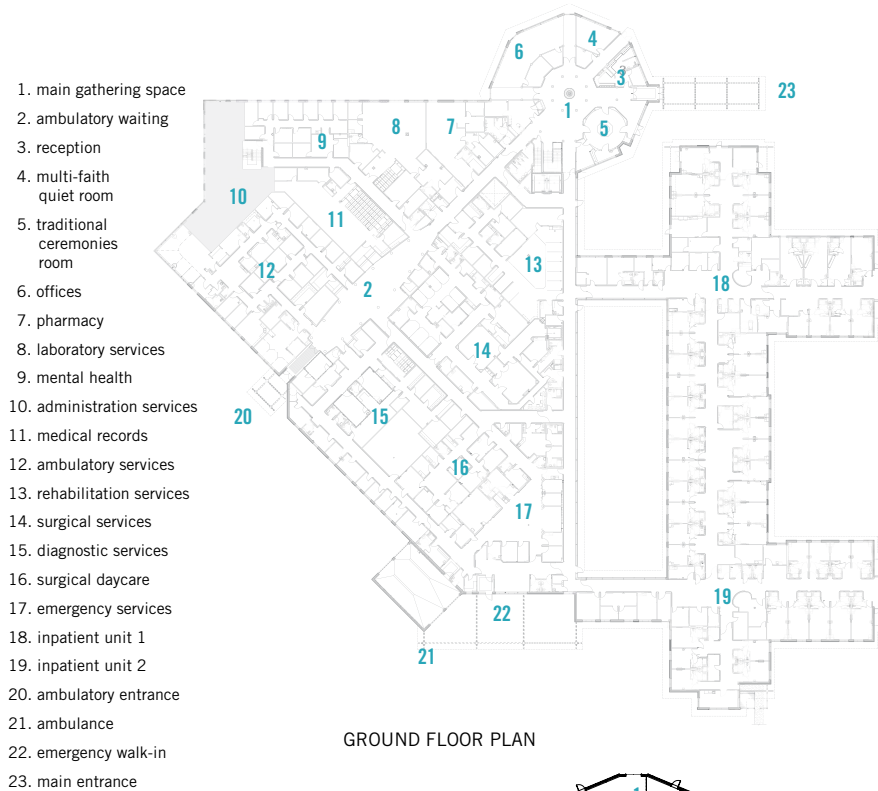 1. main gathering space
2. ambulatory waiting
3. reception
4. multi-faith
quiet room
5. traditional
ceremonies
room
6. offices
7. pharmacy
8. laboratory services
9. mental health
10. administration services
11. medical records
12. ambulatory services
13. rehabilitation services
14. surgical services
15. diagnostic services
16. surgical daycare
17. emergency services
18. inpatient unit 1
19. inpatient unit 2
20. ambulatory entrance
21. ambulance
22. emergency walk-in
23. main entrance
6
4
3
23
1
5
8
7
9
10
11
13
12
2
18
14
20
15
16
17
19
22
21
GROUND FLOOR PLAN
1